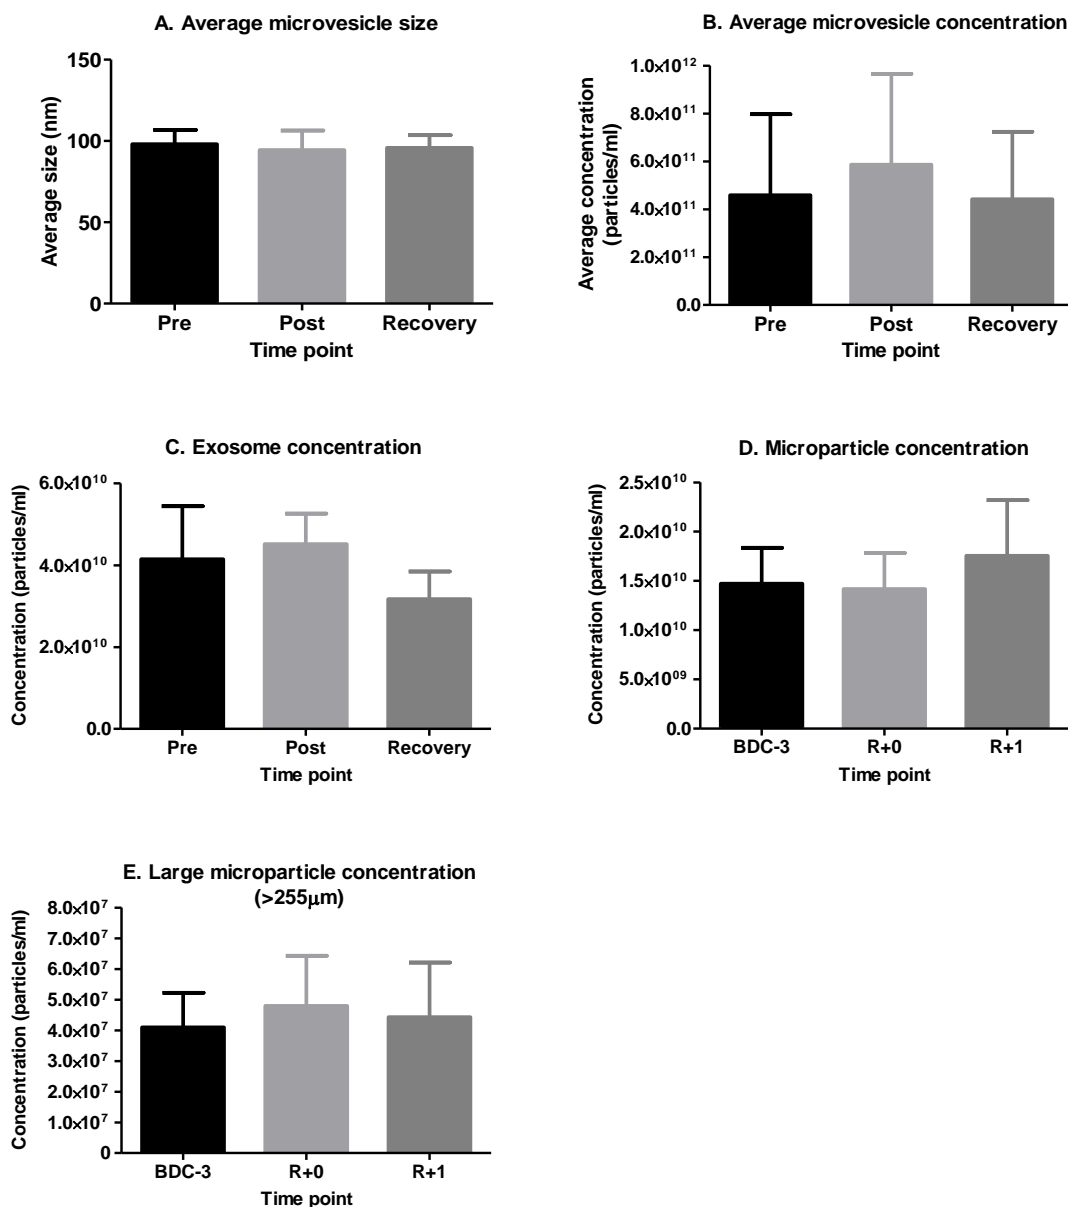 A. Average microvesicle size
150
100
50
0
Average size (nm)
Pre
Post
Recovery
Time point
B. Average microvesicle concentration
1.0×10¹²
8.0×10¹¹
6.0×10¹¹
4.0×10¹¹
2.0×10¹¹
0.0
Average concentration
(particles/ml)
Pre
Post
Recovery
Time point
C. Exosome concentration
6.0×10¹⁰
4.0×10¹⁰
2.0×10¹⁰
0.0
Concentration (particles/ml)
Pre
Post
Recovery
Time point
D. Microparticle concentration
2.5×10¹⁰
2.0×10¹⁰
1.5×10¹⁰
1.0×10¹⁰
5.0×10⁰⁹
0.0
Concentration (particles/ml)
BDC-3
R+0
R+1
Time point
E. Large microparticle concentration
(>255μm)
8.0×10⁷
7.0×10⁷
6.0×10⁷
5.0×10⁷
4.0×10⁷
3.0×10⁷
2.0×10⁷
1.0×10⁷
0
Concentration (particles/ml)
BDC-3
R+0
R+1
Time point